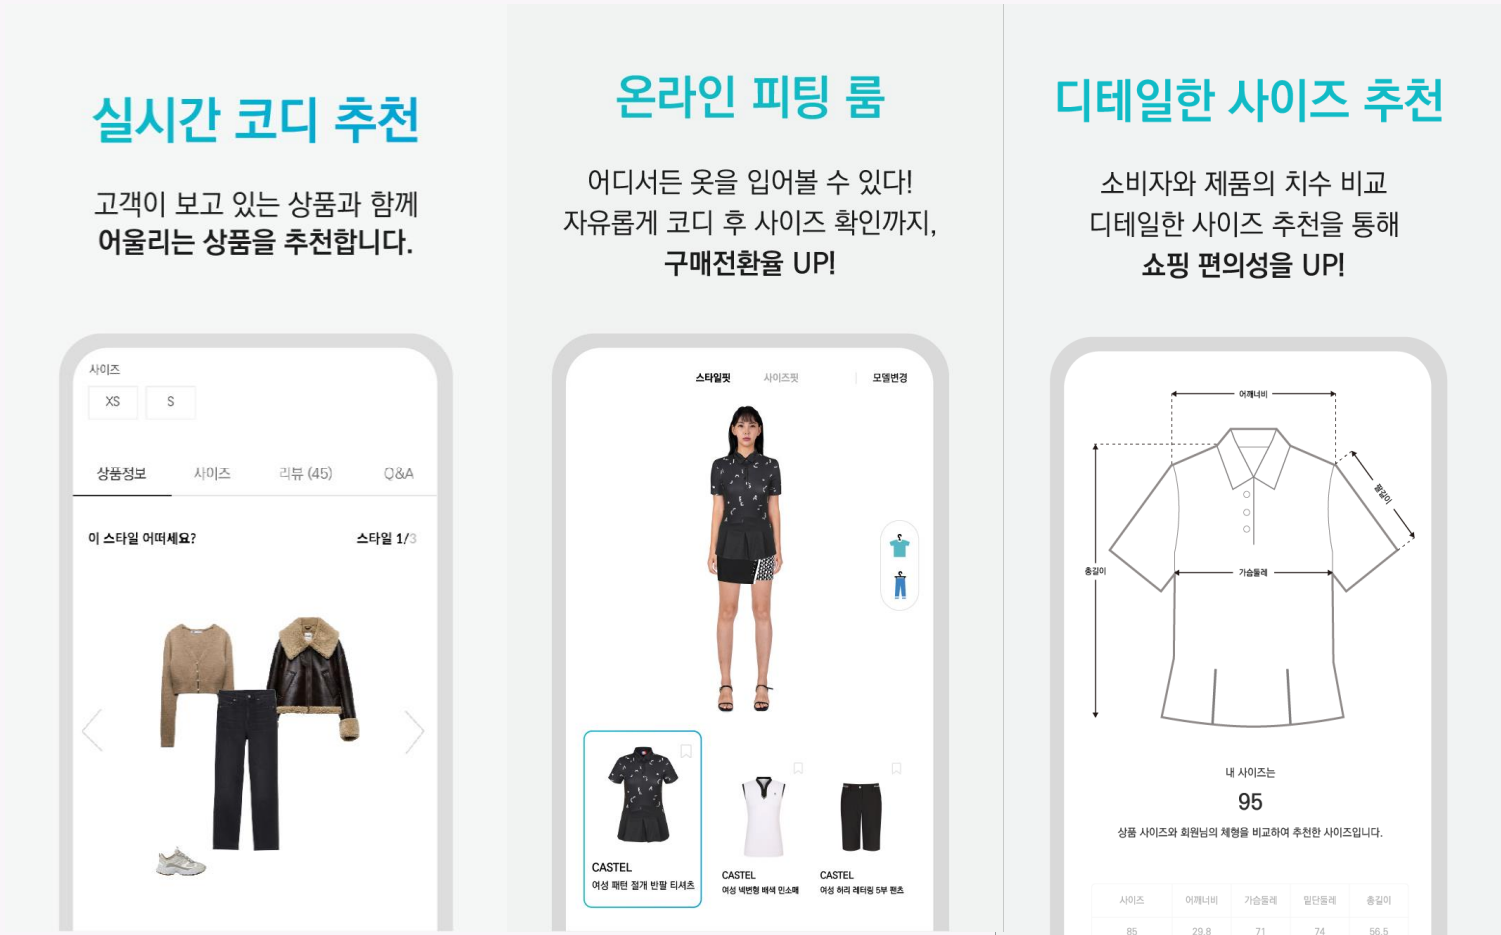 실시간 코디 추천
고객이 보고 있는 상품과 함께
어울리는 상품을 추천합니다.
사이즈
XS S
상품정보 사이즈 리뷰 (45) Q&A
이 스타일 어떠세요? 스타일 1/3
온라인 피팅 룸
어디서든 옷을 입어볼 수 있다!
자유롭게 코디 후 사이즈 확인까지,
구매전환율 UP!
스타일핏 사이즈핏 모델변경
CASTEL
여성 패턴 절개 반팔 티셔츠
CASTEL
여성 넥변형 배색 민소매
CASTEL
여성 허리 레터링 5부 팬츠
디테일한 사이즈 추천
소비자와 제품의 치수 비교
디테일한 사이즈 추천을 통해
쇼핑 편의성을 UP!
어깨너비
팔길이
총길이
가슴둘레
내 사이즈는
95
상품 사이즈와 회원님의 체형을 비교하여 추천한 사이즈입니다.
사이즈 어깨너비 가슴둘레 밑단둘레 총길이
85 29.8 71 74 56.5